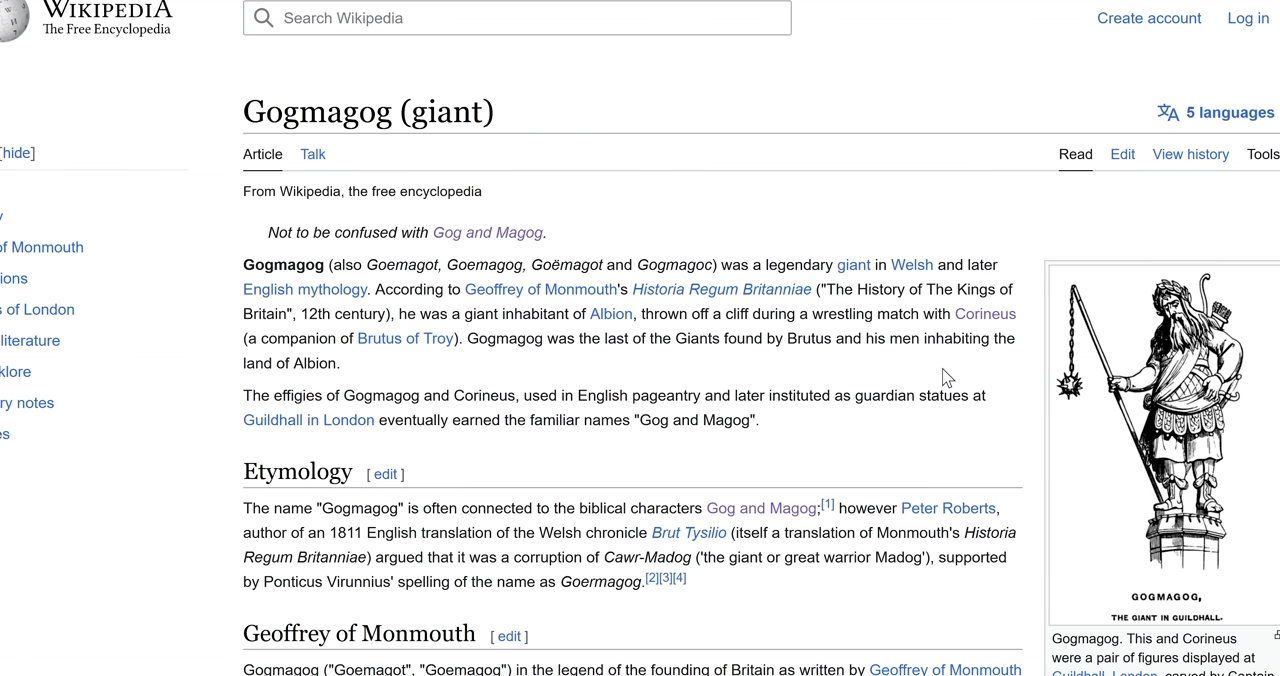 WIKIPEDIA
The Free Encyclopedia
Search Wikipedia
Create account Log in
Gogmagog (giant)
5 languages
[hide]
Article Talk
Read Edit View history Tools
From Wikipedia, the free encyclopedia
Not to be confused with Gog and Magog.
of Monmouth
s of London
Gogmagog (also Goemagot, Goemagog, Goëmagot and Gogmagoc) was a legendary giant in Welsh and later
English mythology. According to Geoffrey of Monmouth's Historia Regum Britanniae ("The History of The Kings of
Britain", 12th century), he was a giant inhabitant of Albion, thrown off a cliff during a wrestling match with Corineus
(a companion of Brutus of Troy). Gogmagog was the last of the Giants found by Brutus and his men inhabiting the
land of Albion.
The effigies of Gogmagog and Corineus, used in English pageantry and later instituted as guardian statues at
Guildhall in London eventually earned the familiar names "Gog and Magog".
literature
klore
ry notes
Etymology [ edit ]
The name "Gogmagog" is often connected to the biblical characters Gog and Magog;[1] however Peter Roberts,
author of an 1811 English translation of the Welsh chronicle Brut Tysilio (itself a translation of Monmouth's Historia
Regum Britanniae) argued that it was a corruption of Cawr-Madog ('the giant or great warrior Madog'), supported
by Ponticus Virunnius' spelling of the name as Goermagog.[2][3][4]
Geoffrey of Monmouth [ edit ]
Gogmagog ("Goemagot", "Goemagog") in the legend of the founding of Britain as written by Geoffrey of Monmouth
GOGMAGOG,
THE GIANT IN GUILDHALL.
Gogmagog. This and Corineus
were a pair of figures displayed at
Guildhall, London, carved by Captain